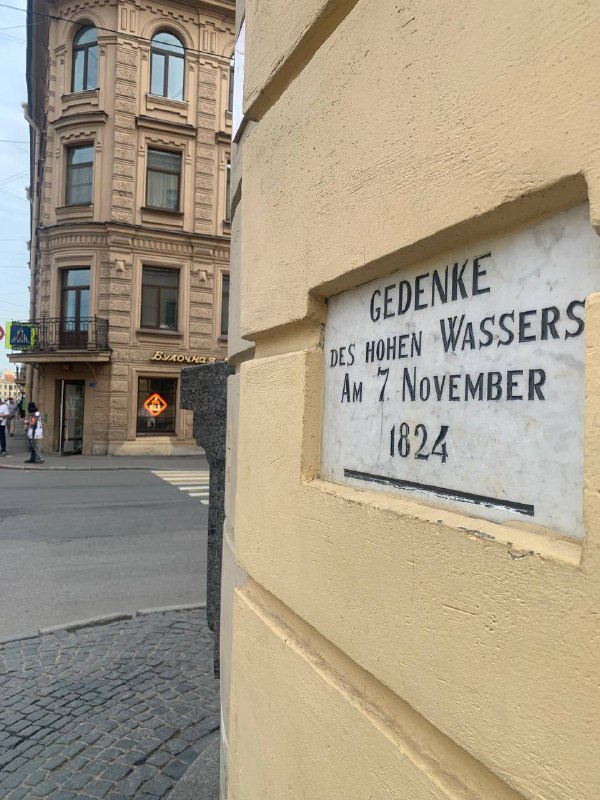 Булочная
GEDENKE
DES HOHEN WASSERS
AM 7. NOVEMBER
1824